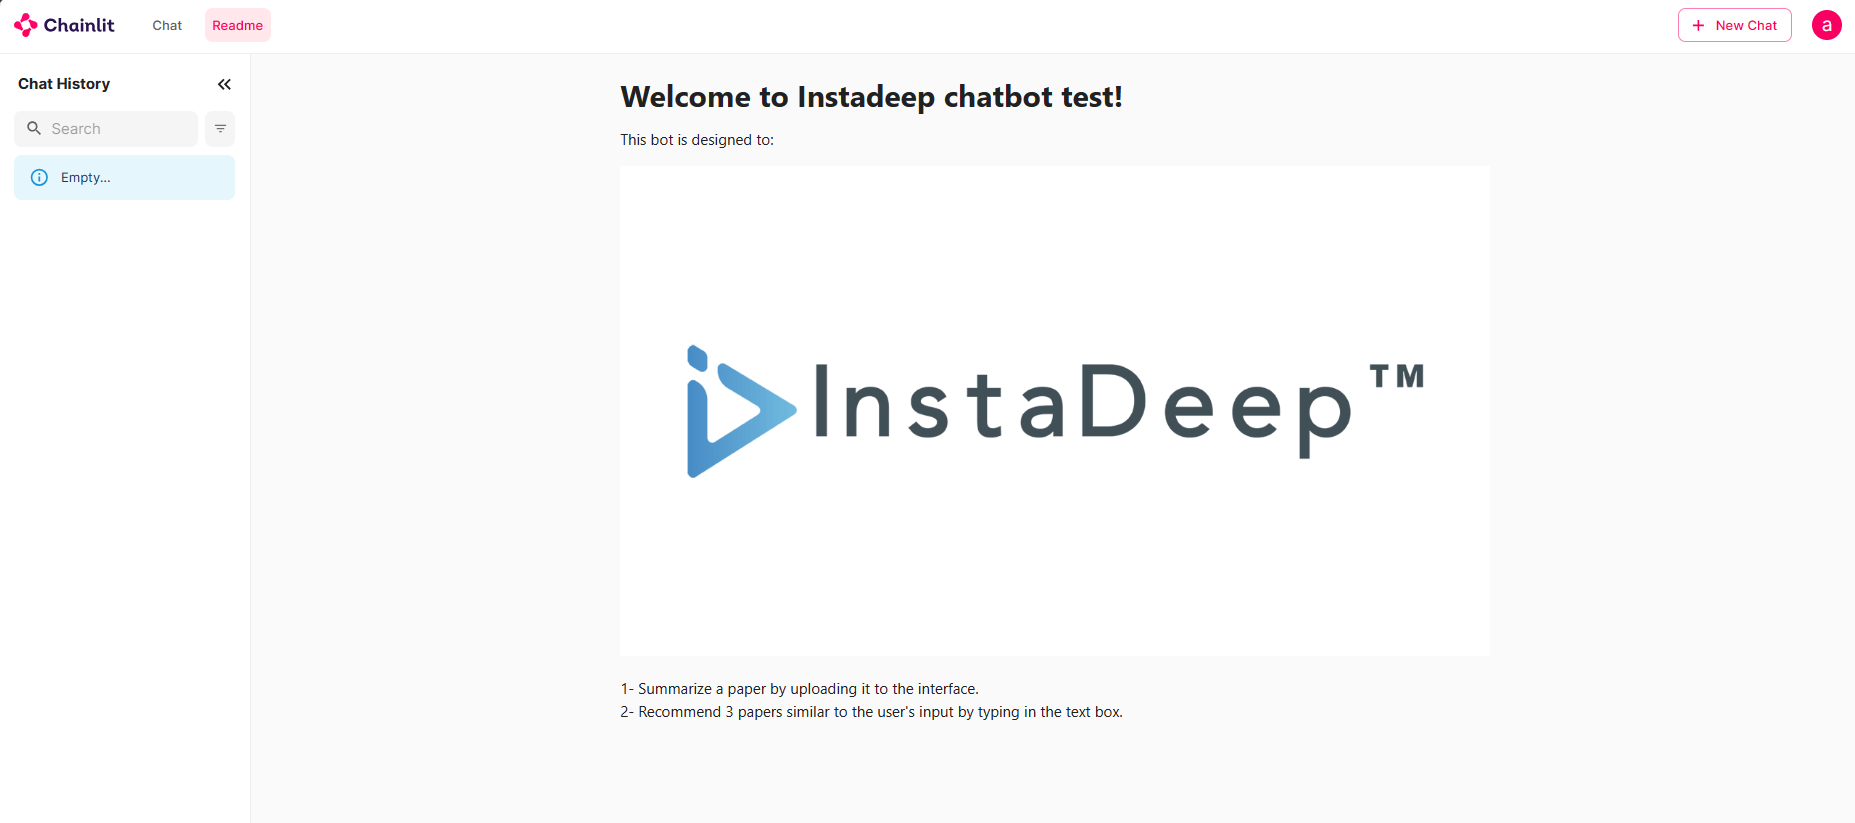 Chainlit
Chat
Readme
New Chat
a
Chat History
Search
Empty...
Welcome to Instadeep chatbot test!
This bot is designed to:
InstaDeep™
1- Summarize a paper by uploading it to the interface.
2- Recommend 3 papers similar to the user's input by typing in the text box.